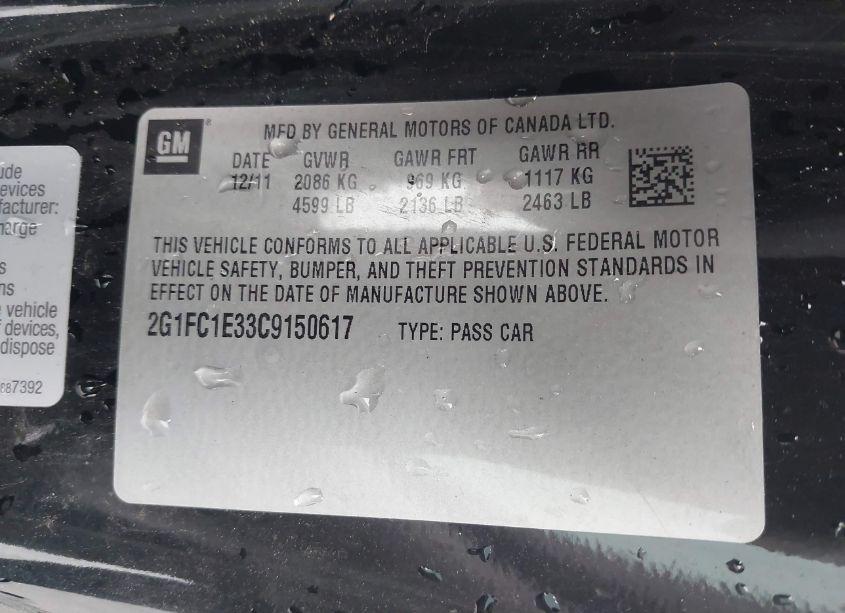 GM
®
MFD BY GENERAL MOTORS OF CANADA LTD.
DATE GVWR GAWR FRT GAWR RR
12/11 2086 KG 969 KG 1117 KG
4599 LB 2136 LB 2463 LB
THIS VEHICLE CONFORMS TO ALL APPLICABLE U.S. FEDERAL MOTOR
VEHICLE SAFETY, BUMPER, AND THEFT PREVENTION STANDARDS IN
EFFECT ON THE DATE OF MANUFACTURE SHOWN ABOVE.
2G1FC1E33C9150617 TYPE: PASS CAR
ude
evices
facturer:
harge
s
ns
e vehicle
f devices,
dispose
87392